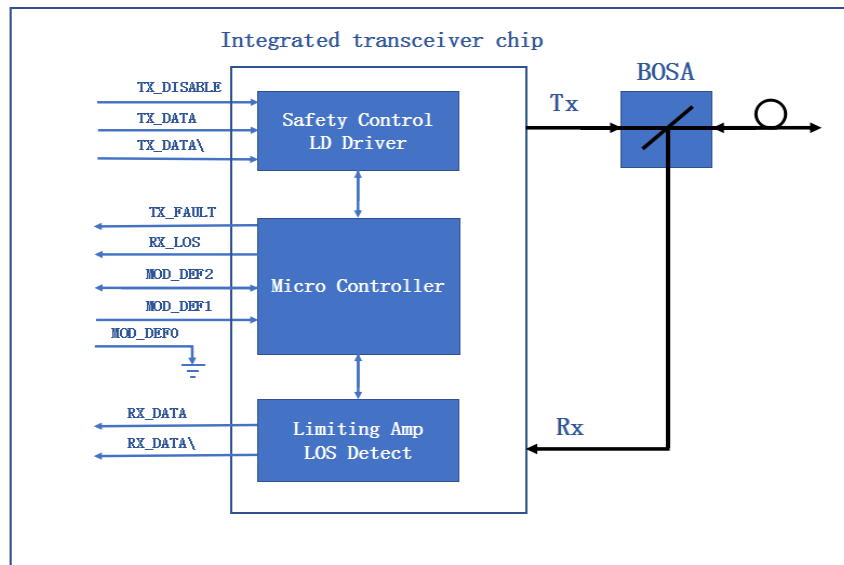 Integrated transceiver chip
BOSA
TX_DISABLE
TX_DATA
TX_DATA\
Safety Control
LD Driver
Tx
TX_FAULT
RX_LOS
MOD_DEF2
MOD_DEF1
MOD_DEF0
Micro Controller
RX_DATA
RX_DATA\
Limiting Amp
LOS Detect
Rx